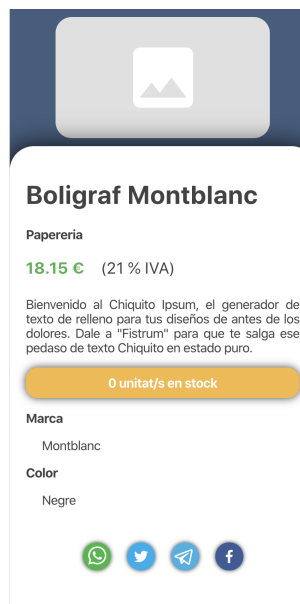 Boligraf Montblanc
Papereria
18.15 € (21 % IVA)
Bienvenido al Chiquito Ipsum, el generador de
texto de relleno para tus diseños de antes de los
dolores. Dale a "Fistrum" para que te salga ese
pedaso de texto Chiquito en estado puro.
0 unitat/s en stock
Marca
Montblanc
Color
Negre